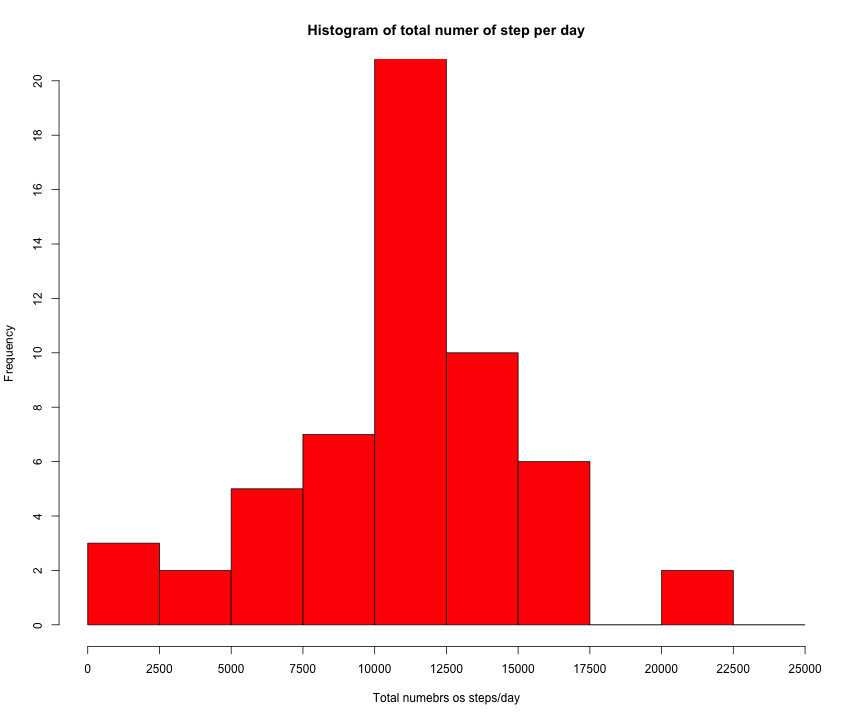 Histogram of total numer of step per day
Frequency
20
18
16
14
12
10
8
6
4
2
0
0 2500 5000 7500 10000 12500 15000 17500 20000 22500 25000
Total numebrs os steps/day